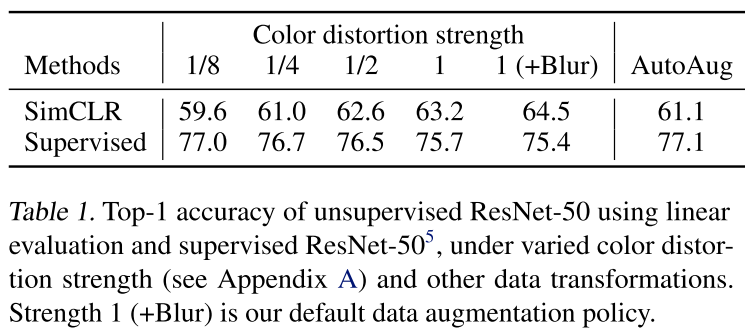 Color distortion strength
Methods 1/8 1/4 1/2 1 1 (+Blur) AutoAug
SimCLR 59.6 61.0 62.6 63.2 64.5 61.1
Supervised 77.0 76.7 76.5 75.7 75.4 77.1
Table 1. Top-1 accuracy of unsupervised ResNet-50 using linear
evaluation and supervised ResNet-50⁵, under varied color distor-
tion strength (see Appendix A) and other data transformations.
Strength 1 (+Blur) is our default data augmentation policy.